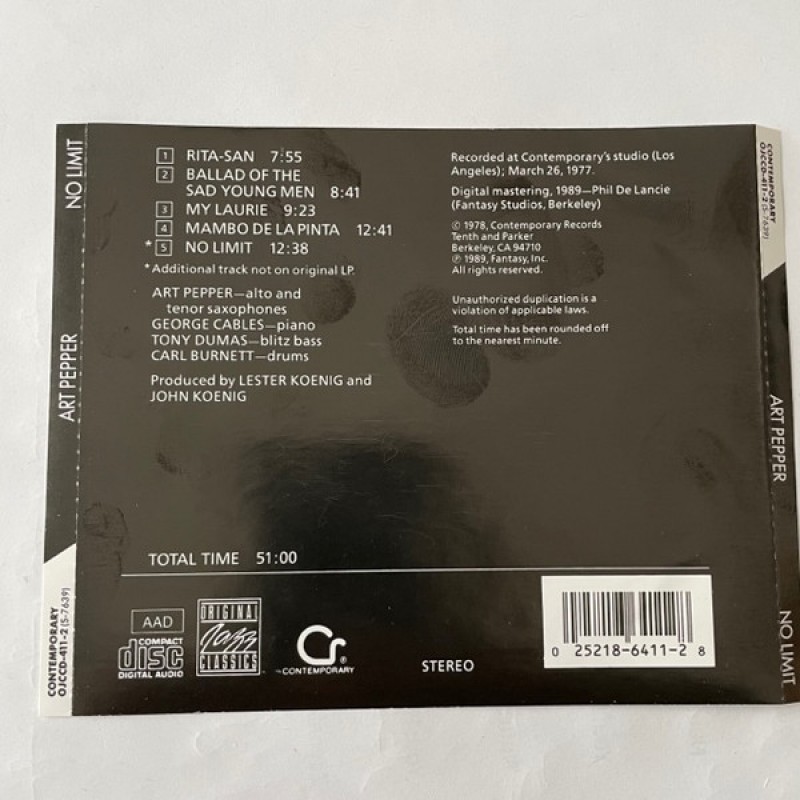 NO LIMIT
ART PEPPER
CONTEMPORARY
OJCCD-411-2 (S-7639)
1 RITA-SAN 7:55
2 BALLAD OF THE
SAD YOUNG MEN 8:41
3 MY LAURIE 9:23
4 MAMBO DE LA PINTA 12:41
* 5 NO LIMIT 12:38
* Additional track not on original LP.
ART PEPPER—alto and
tenor saxophones
GEORGE CABLES—piano
TONY DUMAS—blitz bass
CARL BURNETT—drums
Produced by LESTER KOENIG and
JOHN KOENIG
Recorded at Contemporary's studio (Los
Angeles); March 26, 1977.
Digital mastering, 1989—Phil De Lancie
(Fantasy Studios, Berkeley)
© 1978, Contemporary Records
Tenth and Parker
Berkeley, CA 94710
℗ 1989, Fantasy, Inc.
All rights reserved.
Unauthorized duplication is a
violation of applicable laws.
Total time has been rounded off
to the nearest minute.
TOTAL TIME 51:00
AAD
COMPACT
disc
DIGITAL AUDIO
ORIGINAL
Jazz
CLASSICS
Cr®
CONTEMPORARY
STEREO
0 25218-6411-2 8
CONTEMPORARY
OJCCD-411-2 (S-7639)
ART PEPPER
NO LIMIT